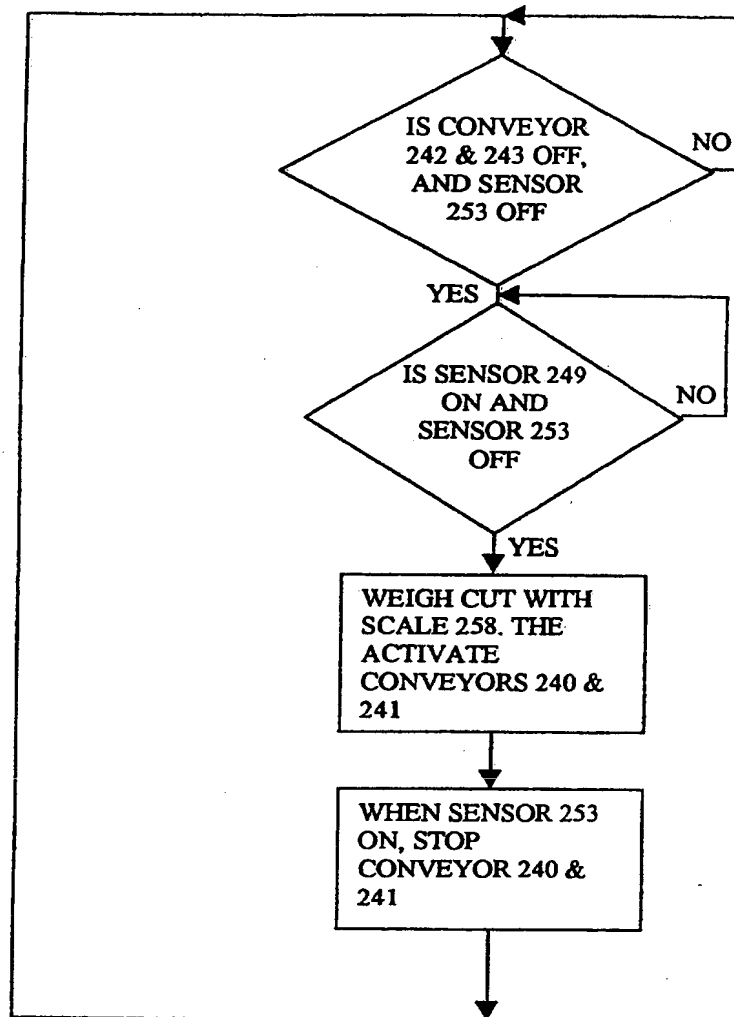 IS CONVEYOR
242 & 243 OFF,
AND SENSOR
253 OFF
NO
YES
IS SENSOR 249
ON AND
SENSOR 253
OFF
NO
YES
WEIGH CUT WITH
SCALE 258. THE
ACTIVATE
CONVEYORS 240 &
241
WHEN SENSOR 253
ON, STOP
CONVEYOR 240 &
241